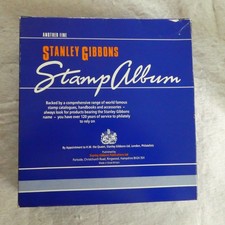 ANOTHER FINE
STANLEY GIBBONS
Stamp Album
Backed by a comprehensive range of world famous
stamp catalogues, handbooks and accessories –
always look for products bearing the Stanley Gibbons
name – you have over 120 years of service to philately
to rely on
By Appointment to H.M. the Queen, Stanley Gibbons Ltd, London, Philatelists